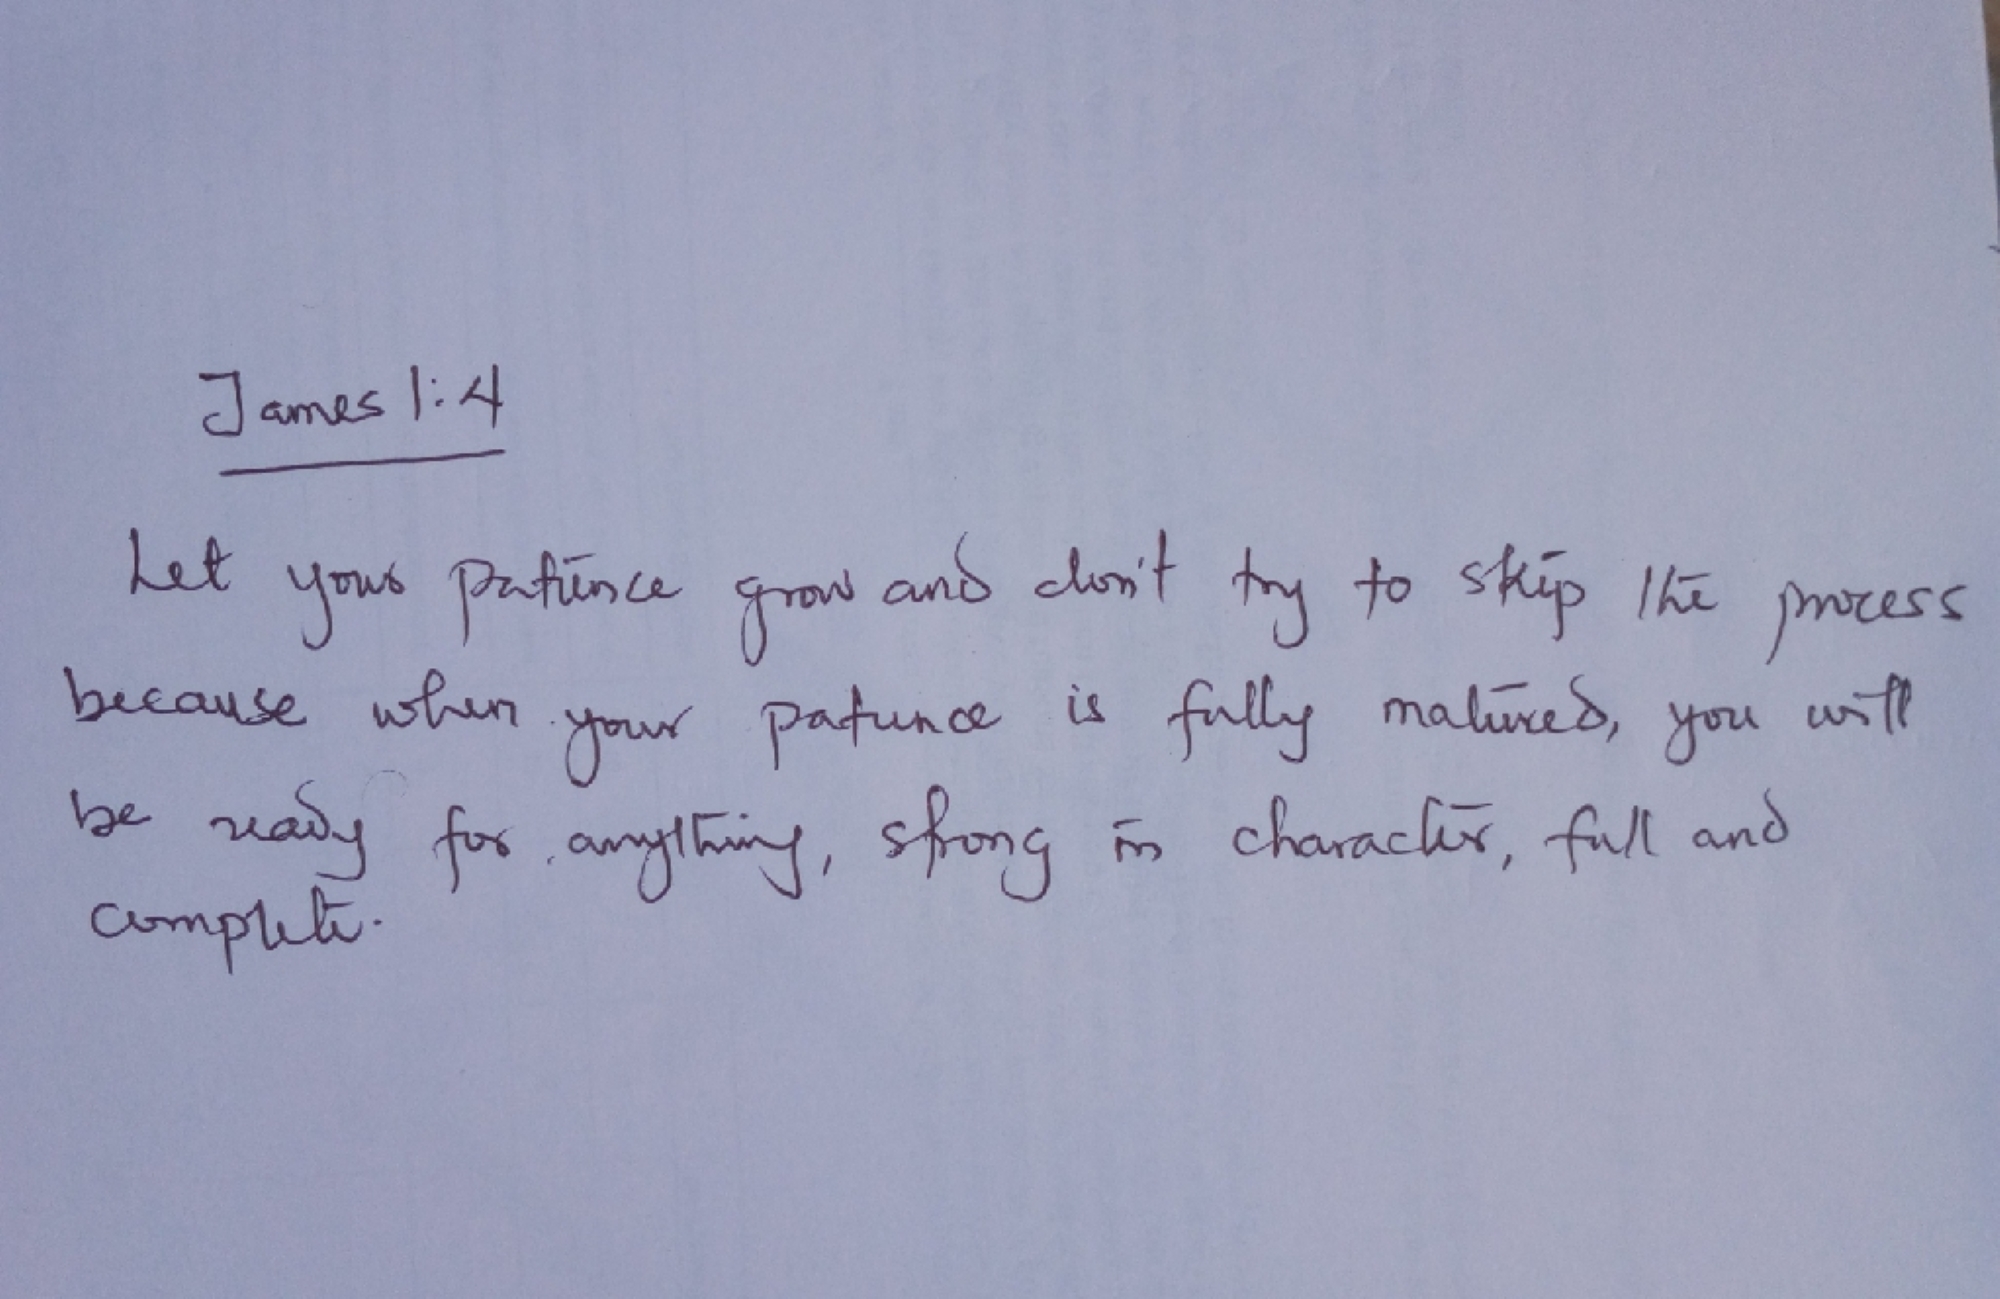 James 1:4
Let your patience grow and don't try to skip the process
because when your patience is fully matured, you will
be ready for anything, strong in character, full and
complete.